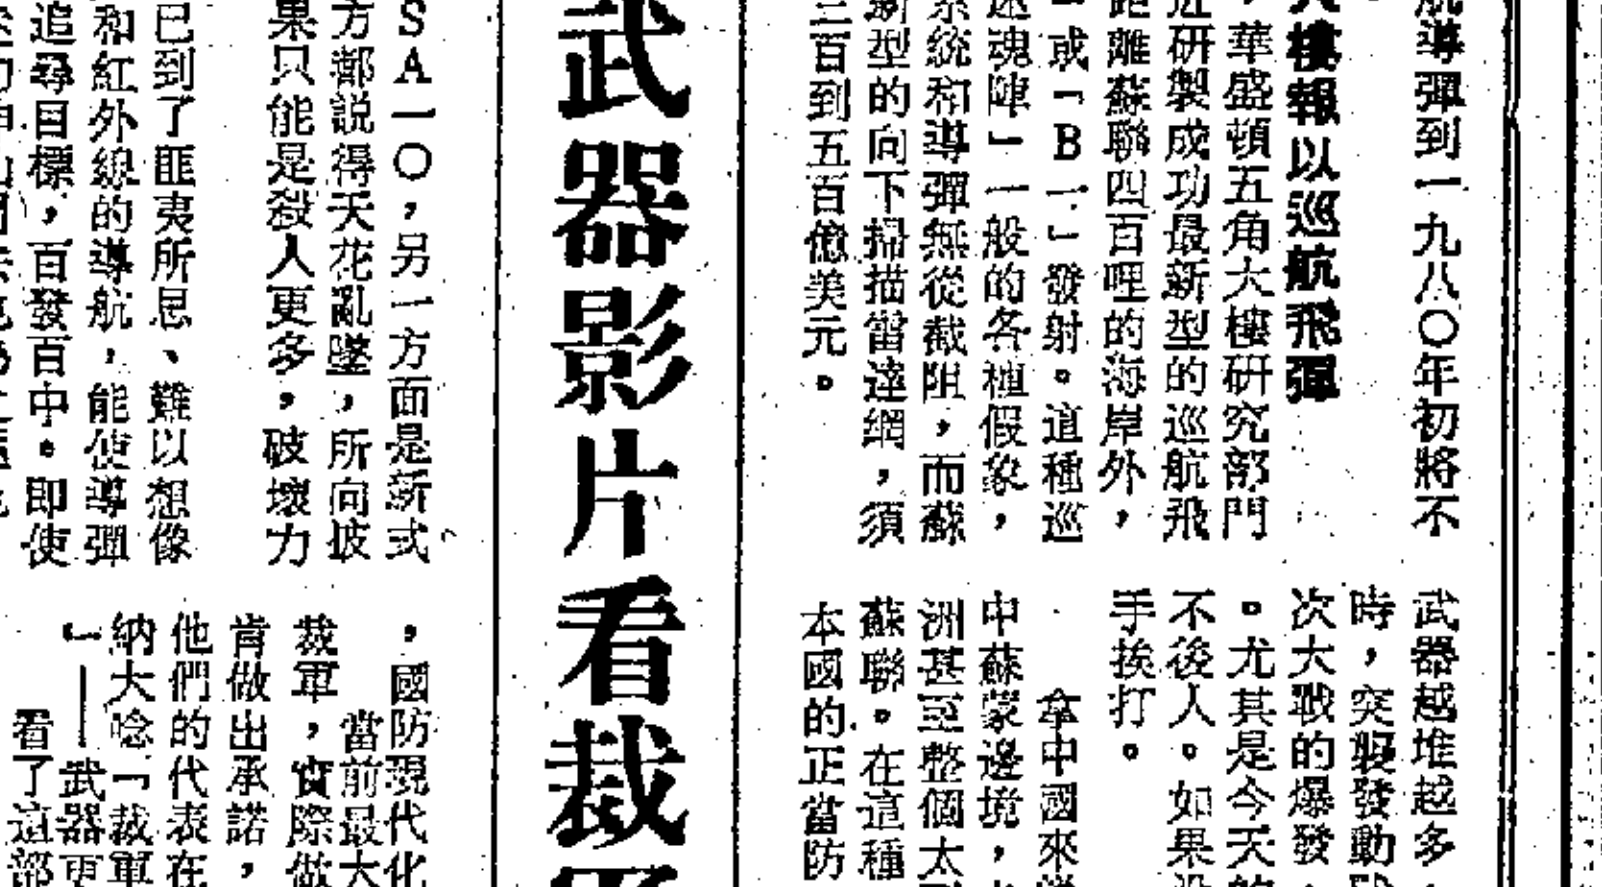 航導彈到一九八〇年初將不
大樓報以巡航飛彈
，華盛頓五角大樓研究部門
近研製成功最新型的巡航飛
距離蘇聯四百哩的海岸外，
」或「B一」發射。這種巡
迷魂陣」一般的各種假象，
系統和導彈無從截阻，而蘇
新型的向下掃描雷達網，須
三百到五百億美元。
武器越堆越多，
時，突襲發動
次大戰的爆發，
。尤其是今天的
不後人。如果
手挨打。
拿中國來
中蘇蒙邊境，
洲甚至整個太
蘇聯。在這種
本國的正當防
武器影片看裁
SA一〇，另一方面是新式
方都説得天花亂墜，所向披
果只能是殺人更多，破壞力
已到了匪夷所思、難以想像
和紅外線的導航，能使導彈
追尋目標，百發百中。即使
，國防現代化
當前最大
裁軍，實際做
肯做出承諾，
他們的代表在
納大唸「裁軍
」——武器更
看了這部